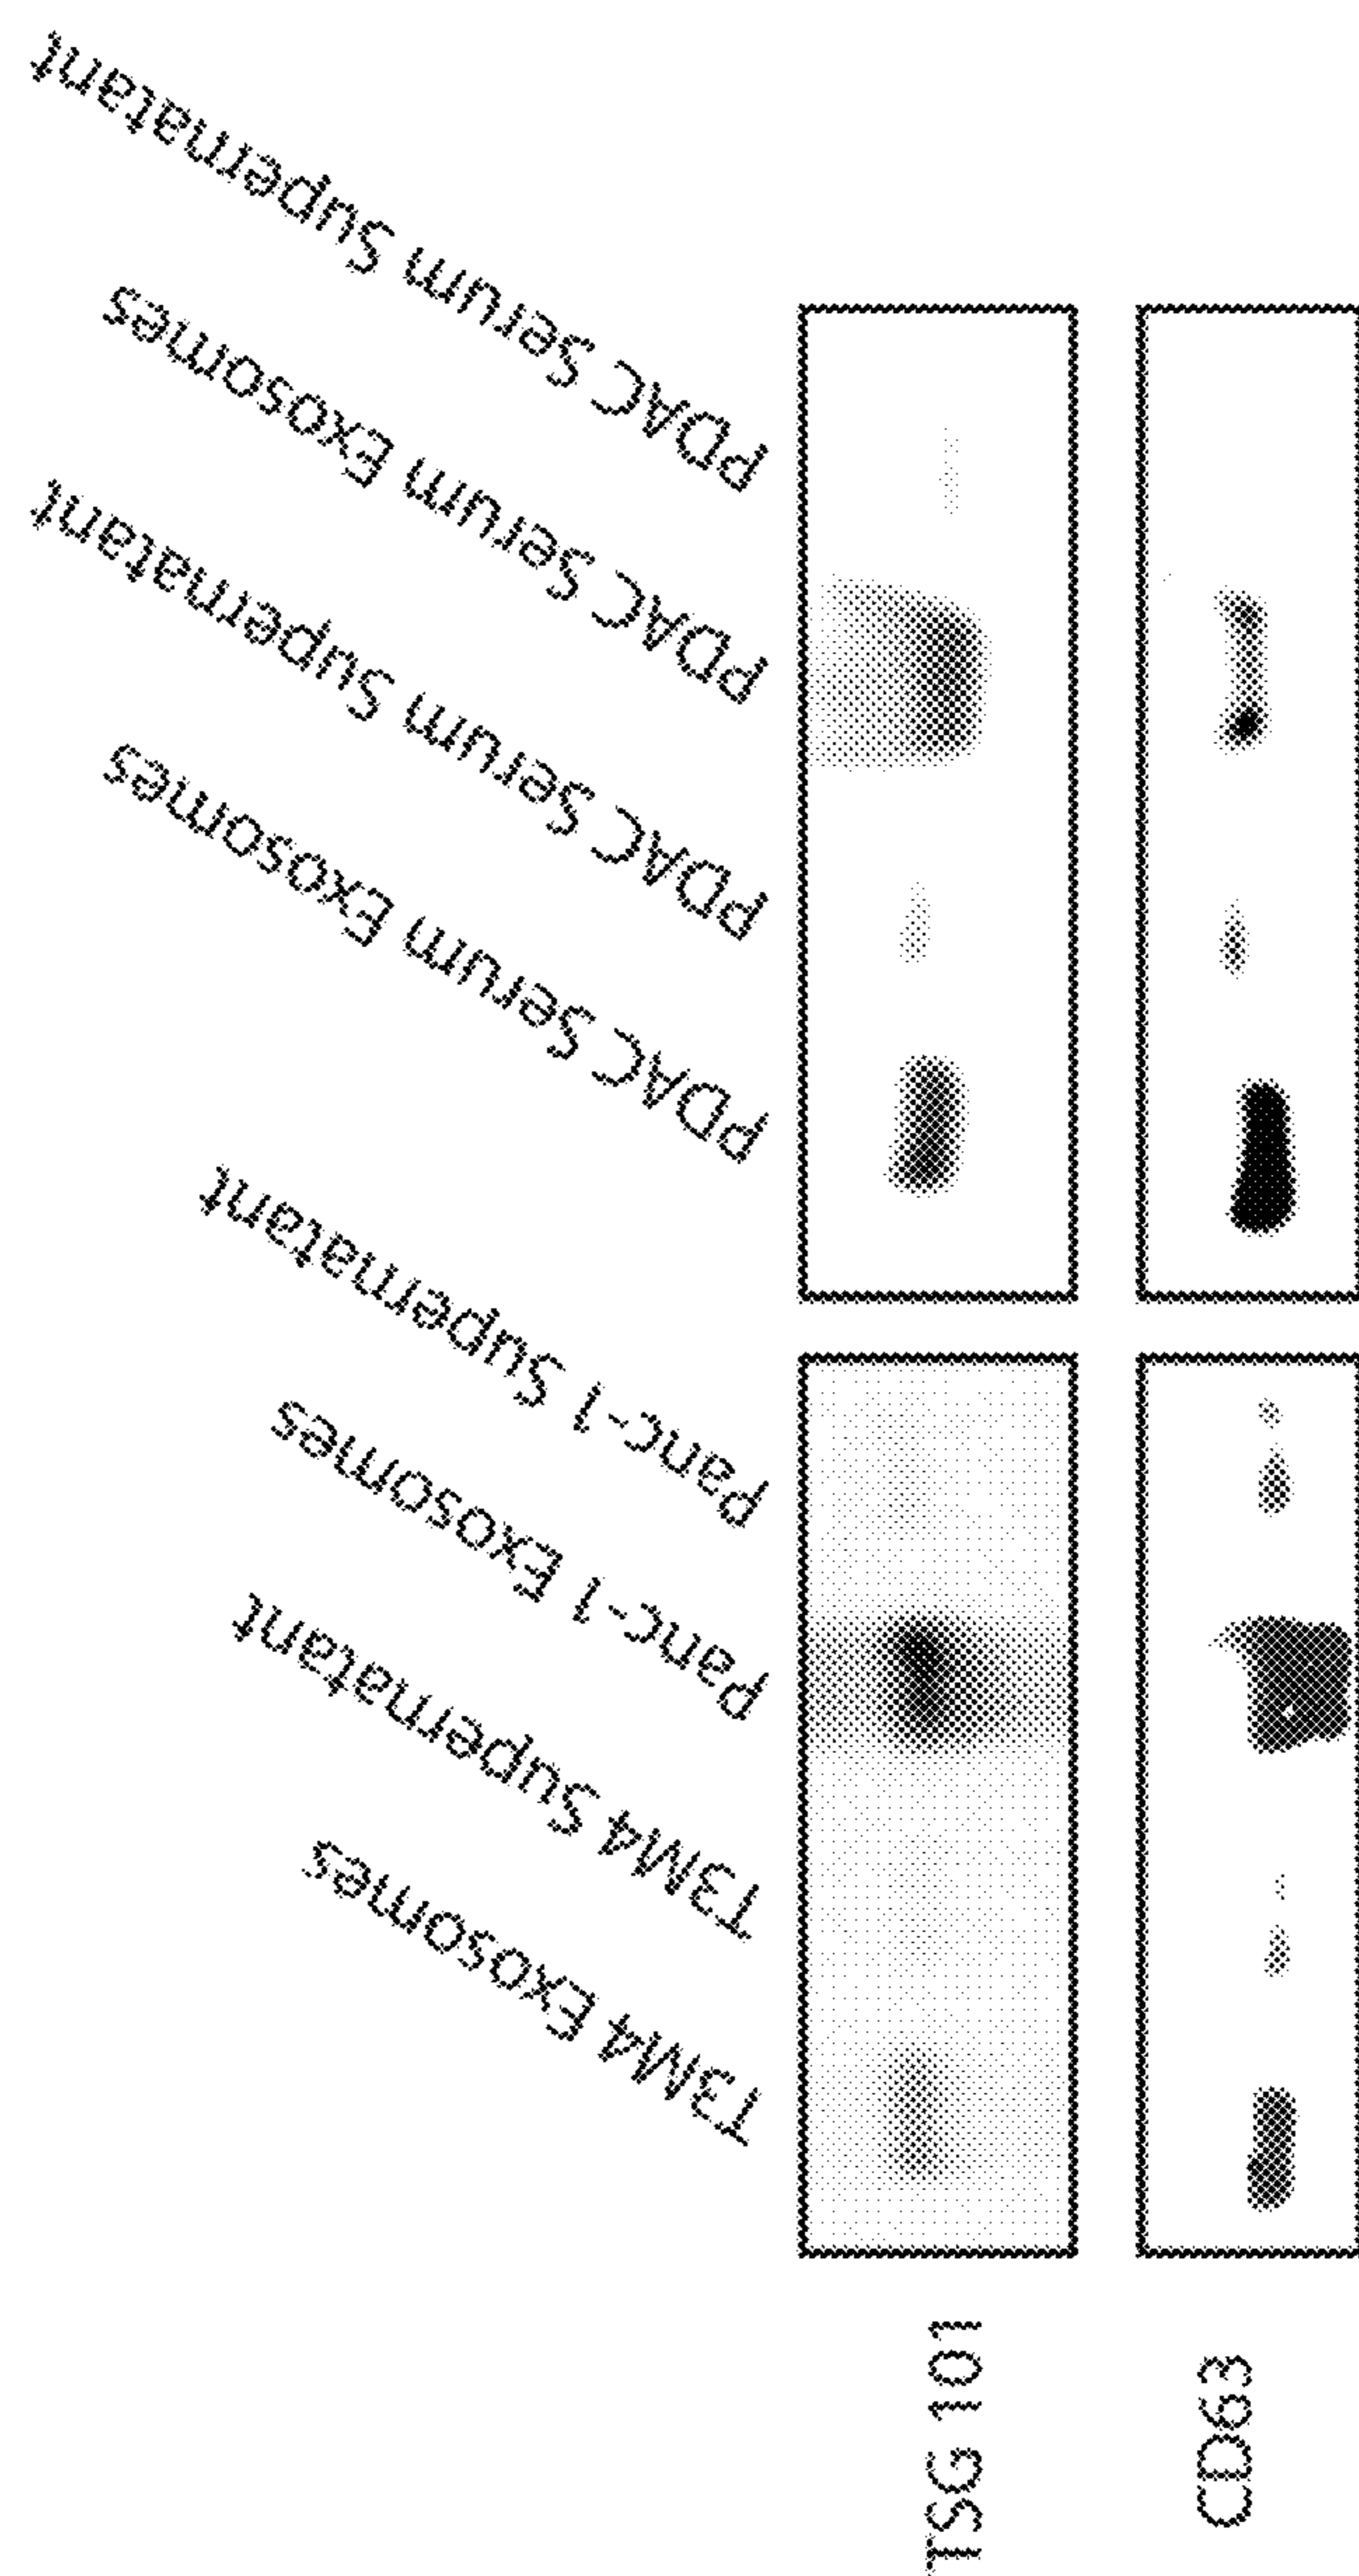 T3M4 Exosomes
T3M4 Supernatant
Panc-1 Exosomes
Panc-1 Supernatant
PDAC Serum Exosomes
PDAC Serum Supernatant
PDAC Serum Exosomes
PDAC Serum Supernatant
TSG 101
CD63